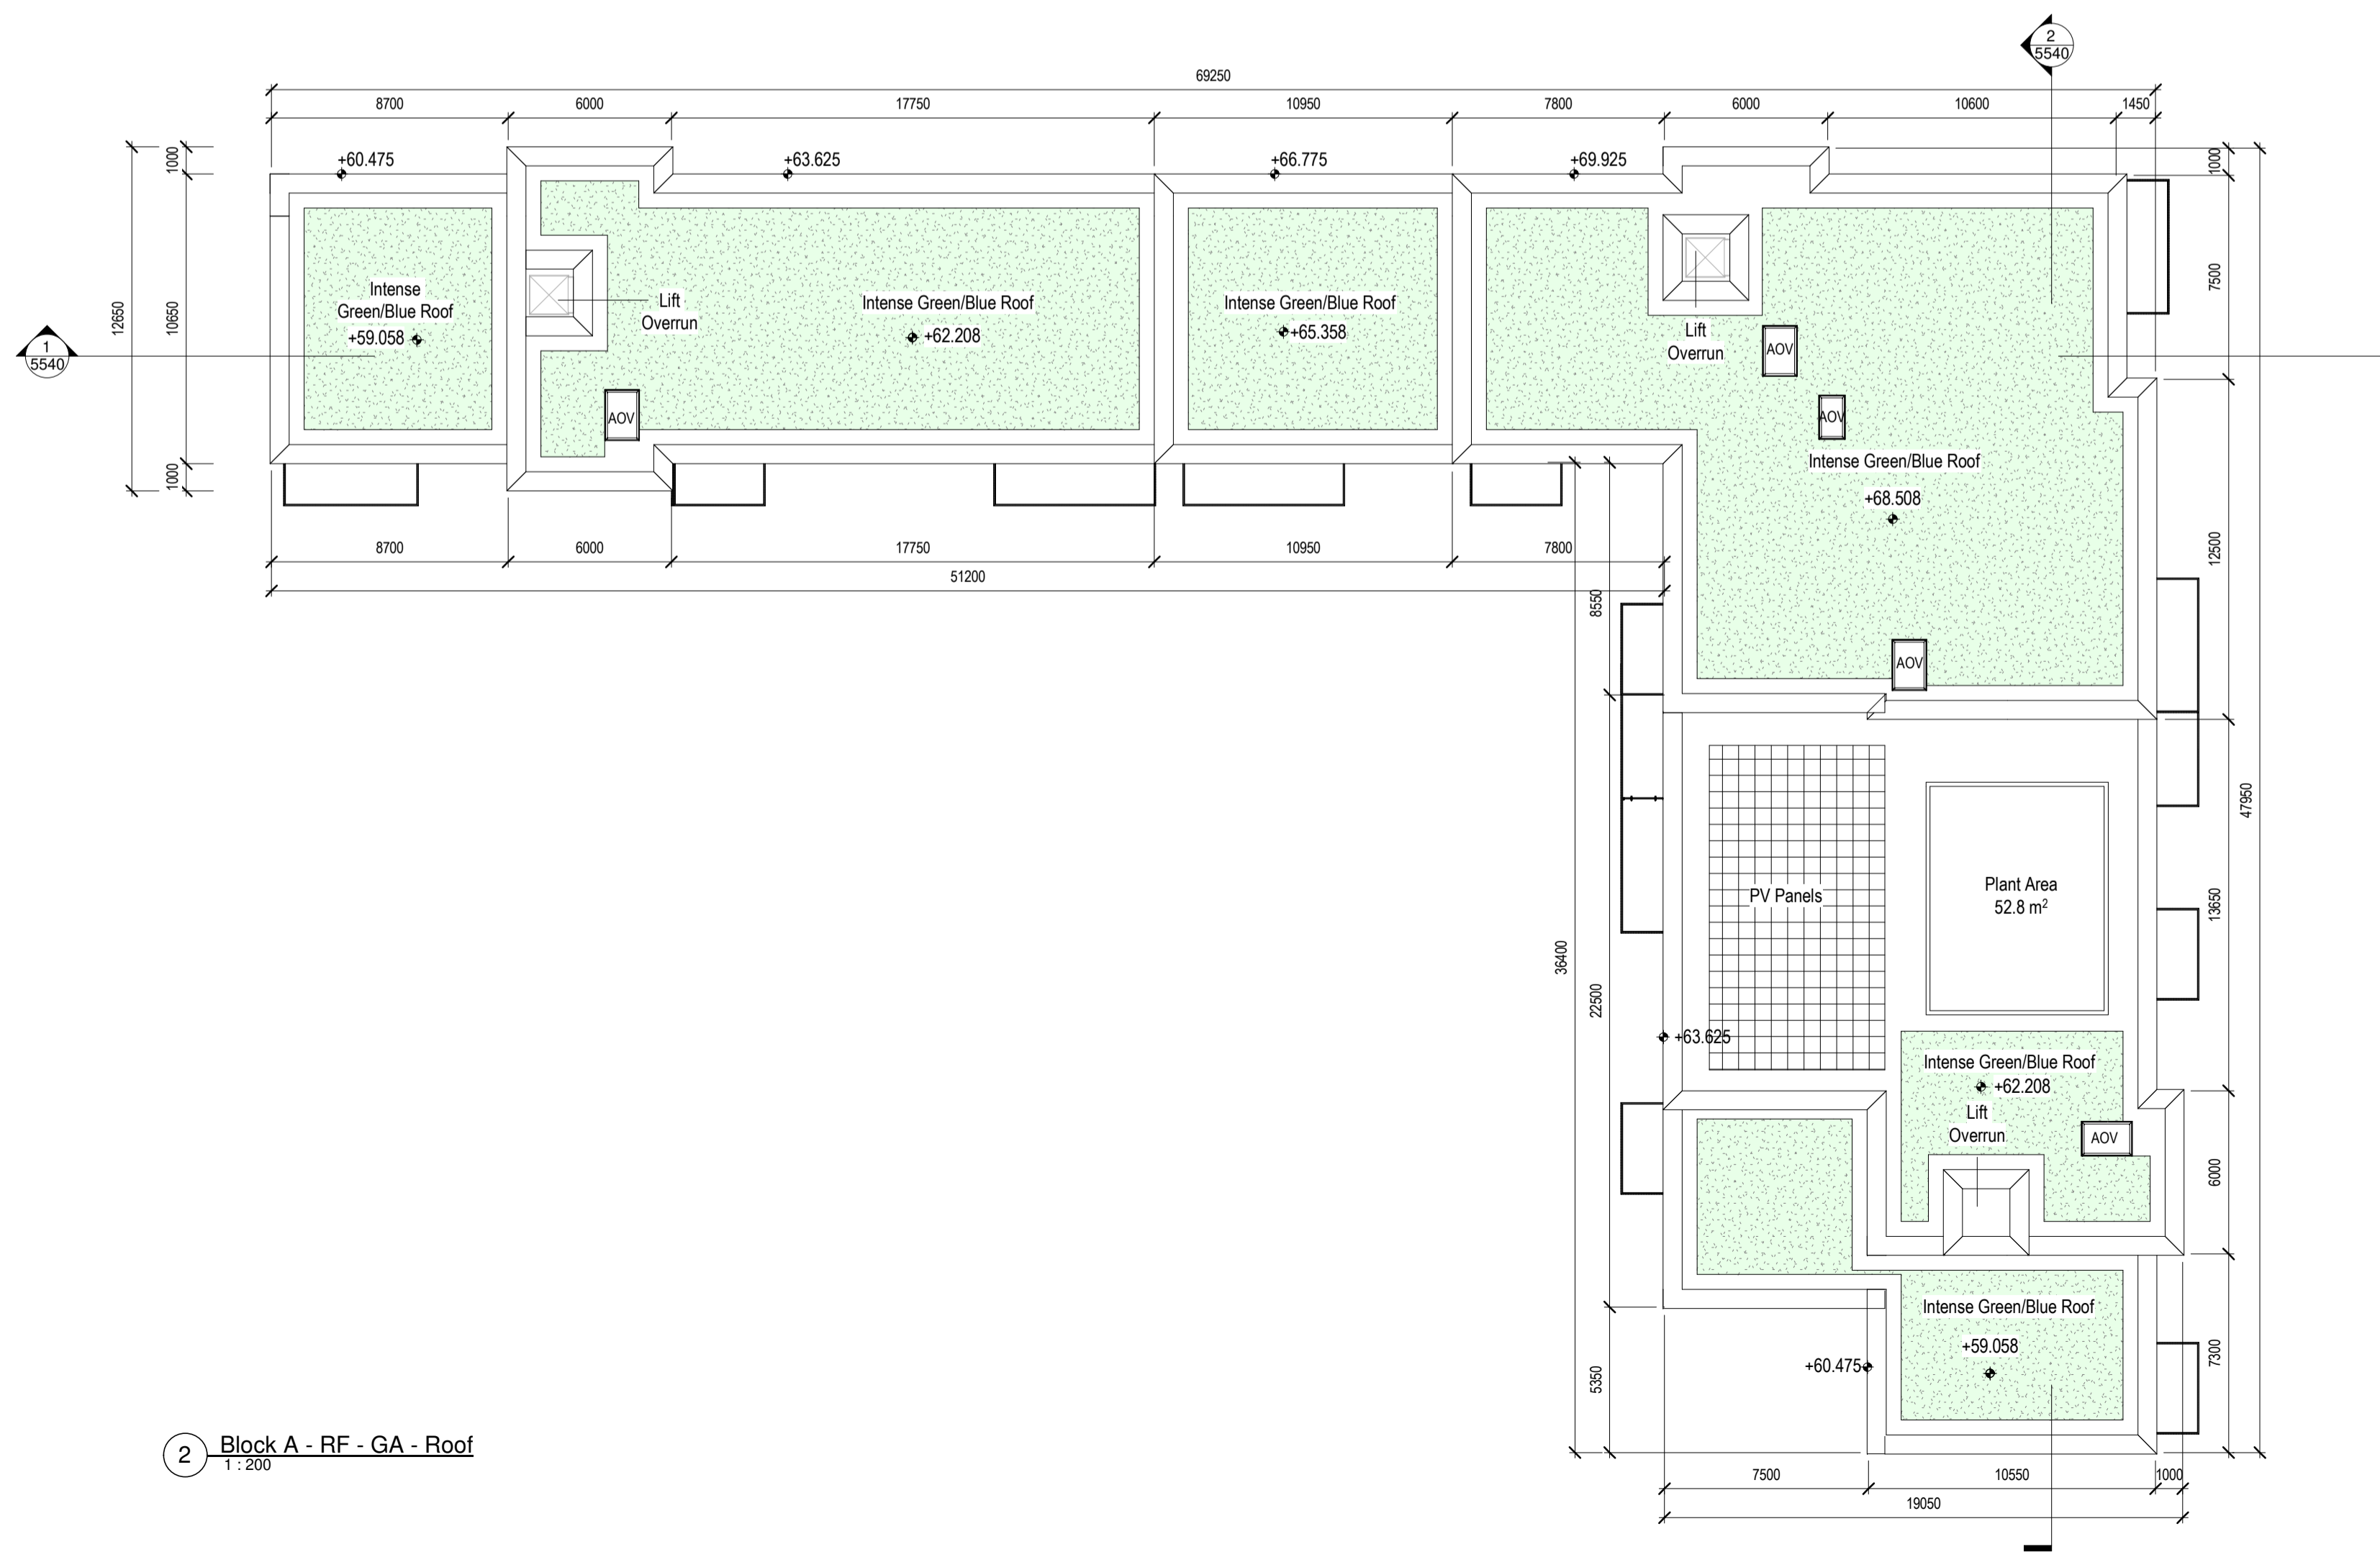 2
5540
69250
8700 6000 17750 10950 7800 6000 10600 1450
+60.475 +63.625 +66.775 +69.925
1000
12650
10650
1000
1
5540
Intense
Green/Blue Roof
+59.058
Lift
Overrun
AOV
Intense Green/Blue Roof
+62.208
Intense Green/Blue Roof
+65.358
Lift
Overrun
AOV
AOV
Intense Green/Blue Roof
+68.508
AOV
1000
7500
12500
47950
13650
6000
7300
8700 6000 17750 10950 7800
51200
8550
36400
22500
5350
PV Panels
Plant Area
52.8 m²
+63.625
Intense Green/Blue Roof
+62.208
Lift
Overrun
AOV
Intense Green/Blue Roof
+59.058
+60.475
2 Block A - RF - GA - Roof
1 : 200
7500 10550 1000
19050